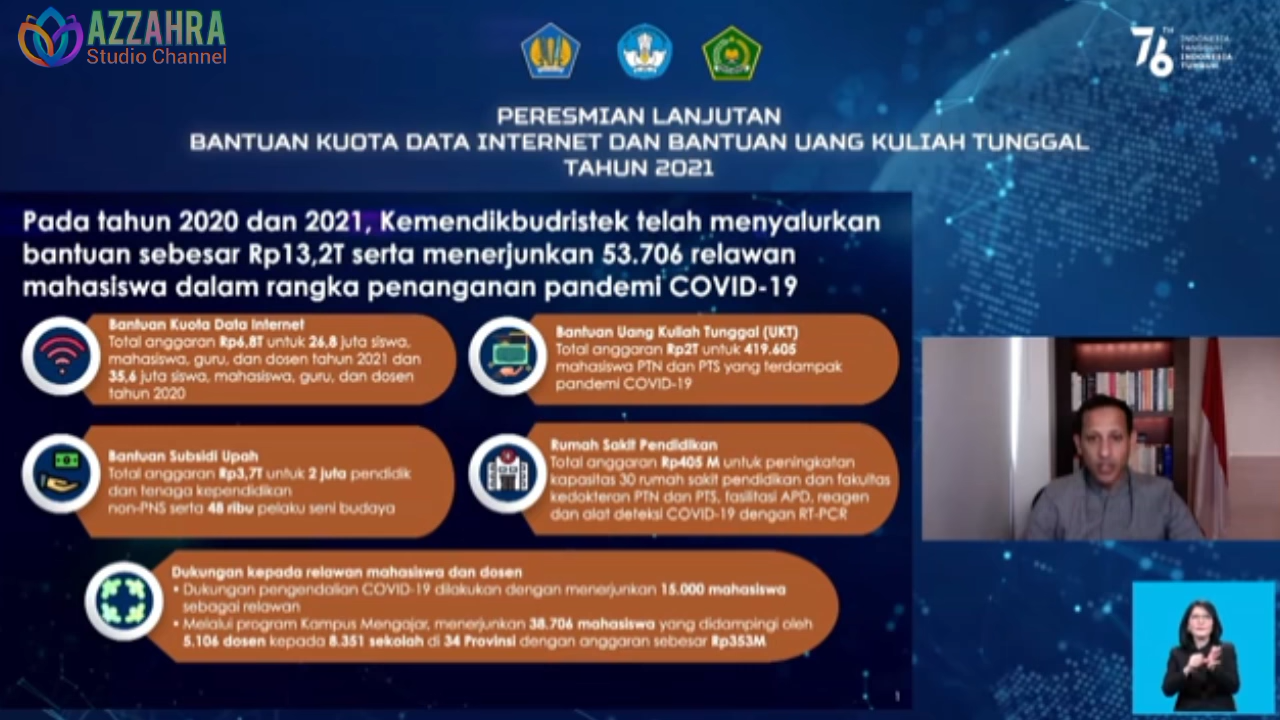 AZZAHRA
Studio Channel
76TH
INDONESIA
TANGGUH
INDONESIA
TUMBUH
PERESMIAN LANJUTAN
BANTUAN KUOTA DATA INTERNET DAN BANTUAN UANG KULIAH TUNGGAL
TAHUN 2021
Pada tahun 2020 dan 2021, Kemendikbudristek telah menyalurkan
bantuan sebesar Rp13,2T serta menerjunkan 53.706 relawan
mahasiswa dalam rangka penanganan pandemi COVID-19
Bantuan Kuota Data Internet
Total anggaran Rp6,8T untuk 26,8 juta siswa,
mahasiswa, guru, dan dosen tahun 2021 dan
35,6 juta siswa, mahasiswa, guru, dan dosen
tahun 2020
Bantuan Uang Kuliah Tunggal (UKT)
Total anggaran Rp2T untuk 419.605
mahasiswa PTN dan PTS yang terdampak
pandemi COVID-19
Bantuan Subsidi Upah
Total anggaran Rp3,7T untuk 2 juta pendidik
dan tenaga kependidikan
non-PNS serta 48 ribu pelaku seni budaya
Rumah Sakit Pendidikan
Total anggaran Rp405 M untuk peningkatan
kapasitas 30 rumah sakit pendidikan dan fakultas
kedokteran PTN dan PTS, fasilitasi APD, reagen
dan alat deteksi COVID-19 dengan RT-PCR
Dukungan kepada relawan mahasiswa dan dosen
• Dukungan pengendalian COVID-19 dilakukan dengan menerjunkan 15.000 mahasiswa
sebagai relawan
• Melalui program Kampus Mengajar, menerjunkan 38.706 mahasiswa yang didampingi oleh
5.106 dosen kepada 8.351 sekolah di 34 Provinsi dengan anggaran sebesar Rp353M
1